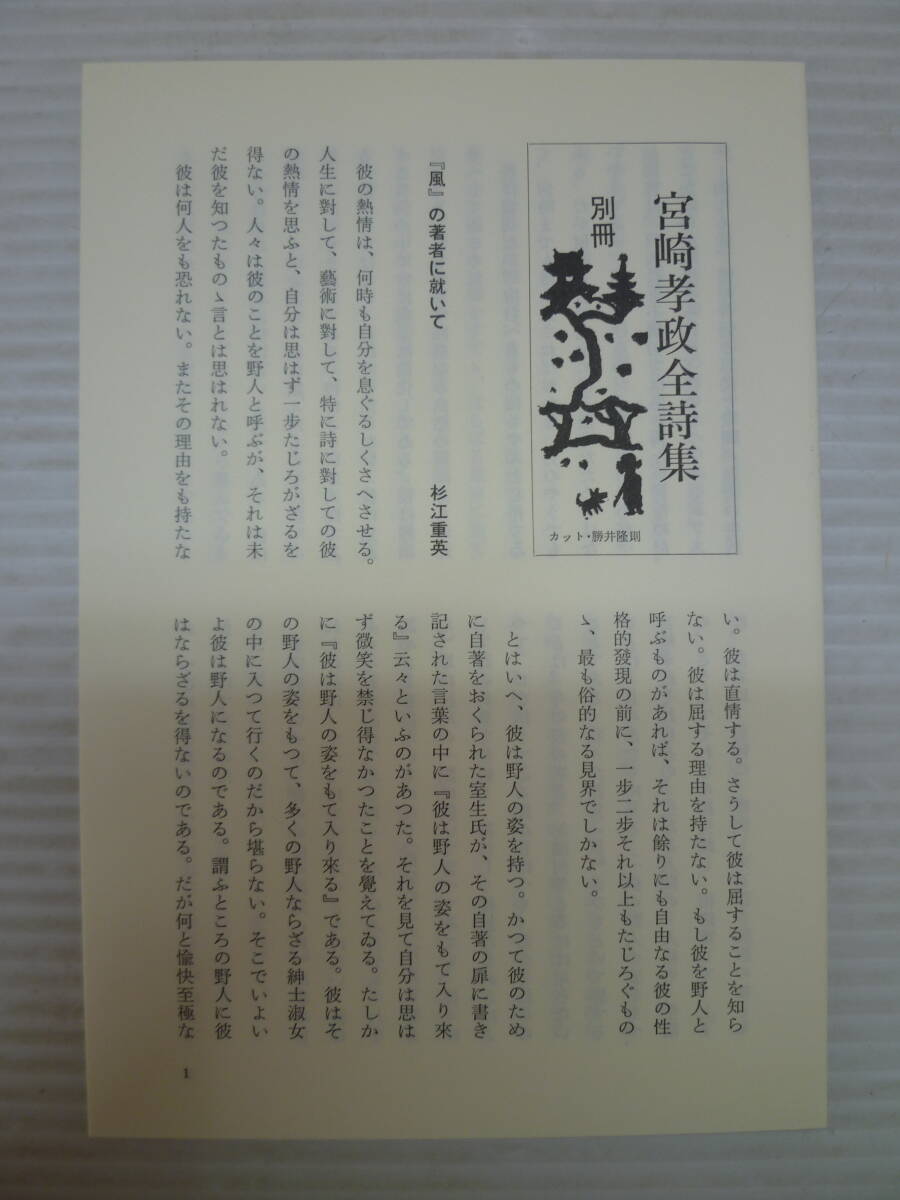 宮崎孝政全詩集
別冊
カット・勝井隆則
『風』の著者に就いて
杉江重英
彼の熱情は、何時も自分を息ぐるしくさへさせる。
人生に對して、藝術に對して、特に詩に對しての彼
の熱情を思ふと、自分は思はず一歩たじろがざるを
得ない。人々は彼のことを野人と呼ぶが、それは未
だ彼を知つたものゝ言とは思はれない。
彼は何人をも恐れない。またその理由をも持たな
い。彼は直情する。さうして彼は屈することを知ら
ない。彼は屈する理由を持たない。もし彼を野人と
呼ぶものがあれば、それは餘りにも自由なる彼の性
格的發現の前に、一歩二歩それ以上もたじろぐもの
ゝ、最も俗的なる見界でしかない。
とはいへ、彼は野人の姿を持つ。かつて彼のため
に自著をおくられた室生氏が、その自著の扉に書き
記された言葉の中に『彼は野人の姿をもて入り來
る』云々といふのがあつた。それを見て自分は思は
ず微笑を禁じ得なかつたことを覺えてゐる。たしか
に『彼は野人の姿をもて入り來る』である。彼はそ
の野人の姿をもつて、多くの野人ならざる紳士淑女
の中に入つて行くのだから堪らない。そこでいよい
よ彼は野人になるのである。謂ふところの野人に彼
はならざるを得ないのである。だが何と愉快至極な
1